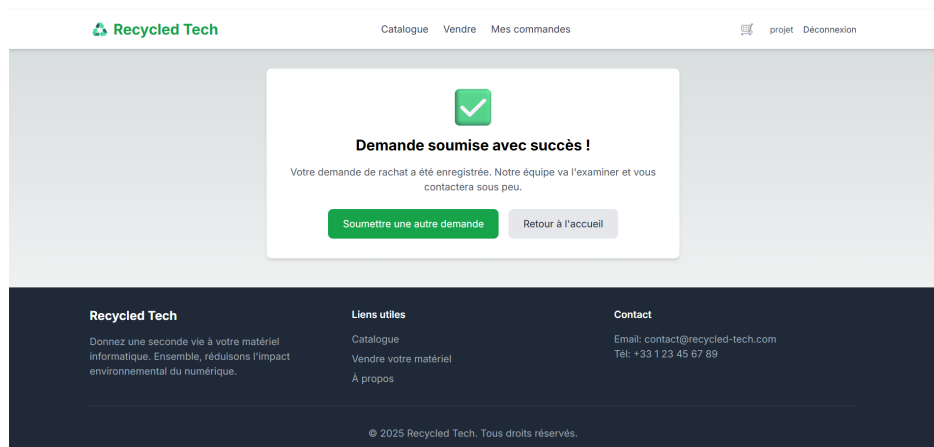 Recycled Tech
Catalogue Vendre Mes commandes
projet Déconnexion
Demande soumise avec succès !
Votre demande de rachat a été enregistrée. Notre équipe va l'examiner et vous
contactera sous peu.
Soumettre une autre demande
Retour à l'accueil
Recycled Tech
Donnez une seconde vie à votre matériel
informatique. Ensemble, réduisons l'impact
environnemental du numérique.
Liens utiles
Catalogue
Vendre votre matériel
À propos
Contact
Email: contact@recycled-tech.com
Tél: +33 1 23 45 67 89
© 2025 Recycled Tech. Tous droits réservés.